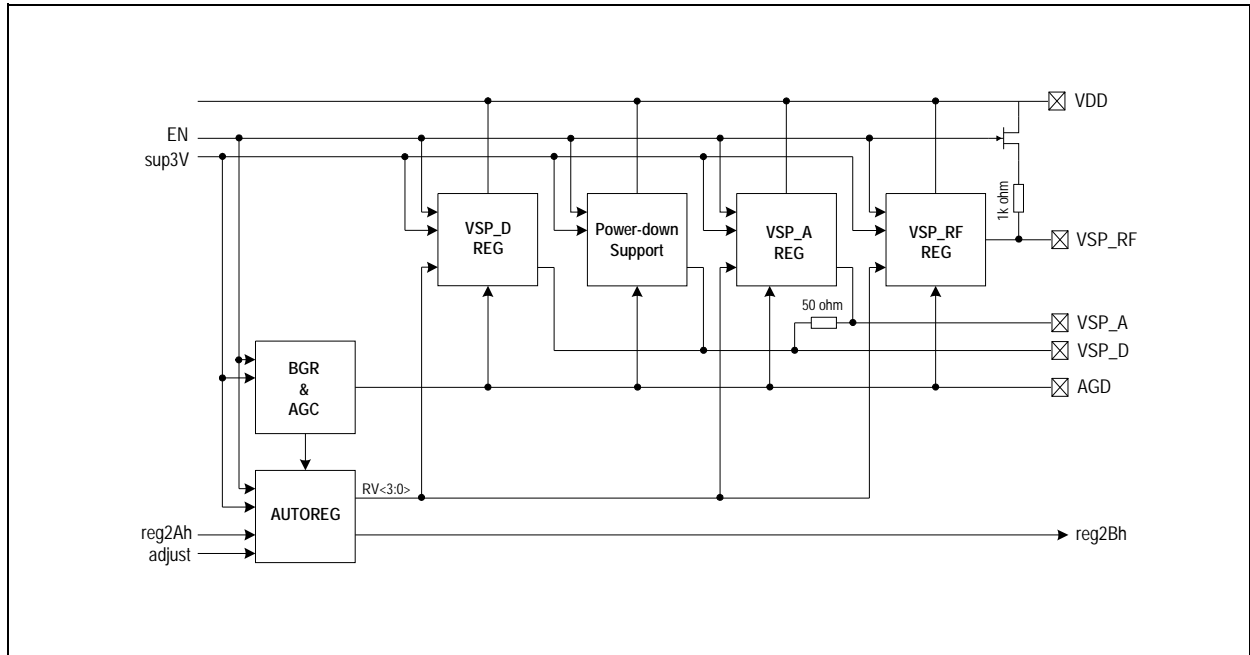 VDD
EN
sup3V
1k ohm
VSP_D
REG
Power-down
Support
VSP_A
REG
VSP_RF
REG
VSP_RF
50 ohm
VSP_A
VSP_D
BGR
&
AGC
AGD
RV<3:0>
AUTOREG
reg2Ah
adjust
reg2Bh